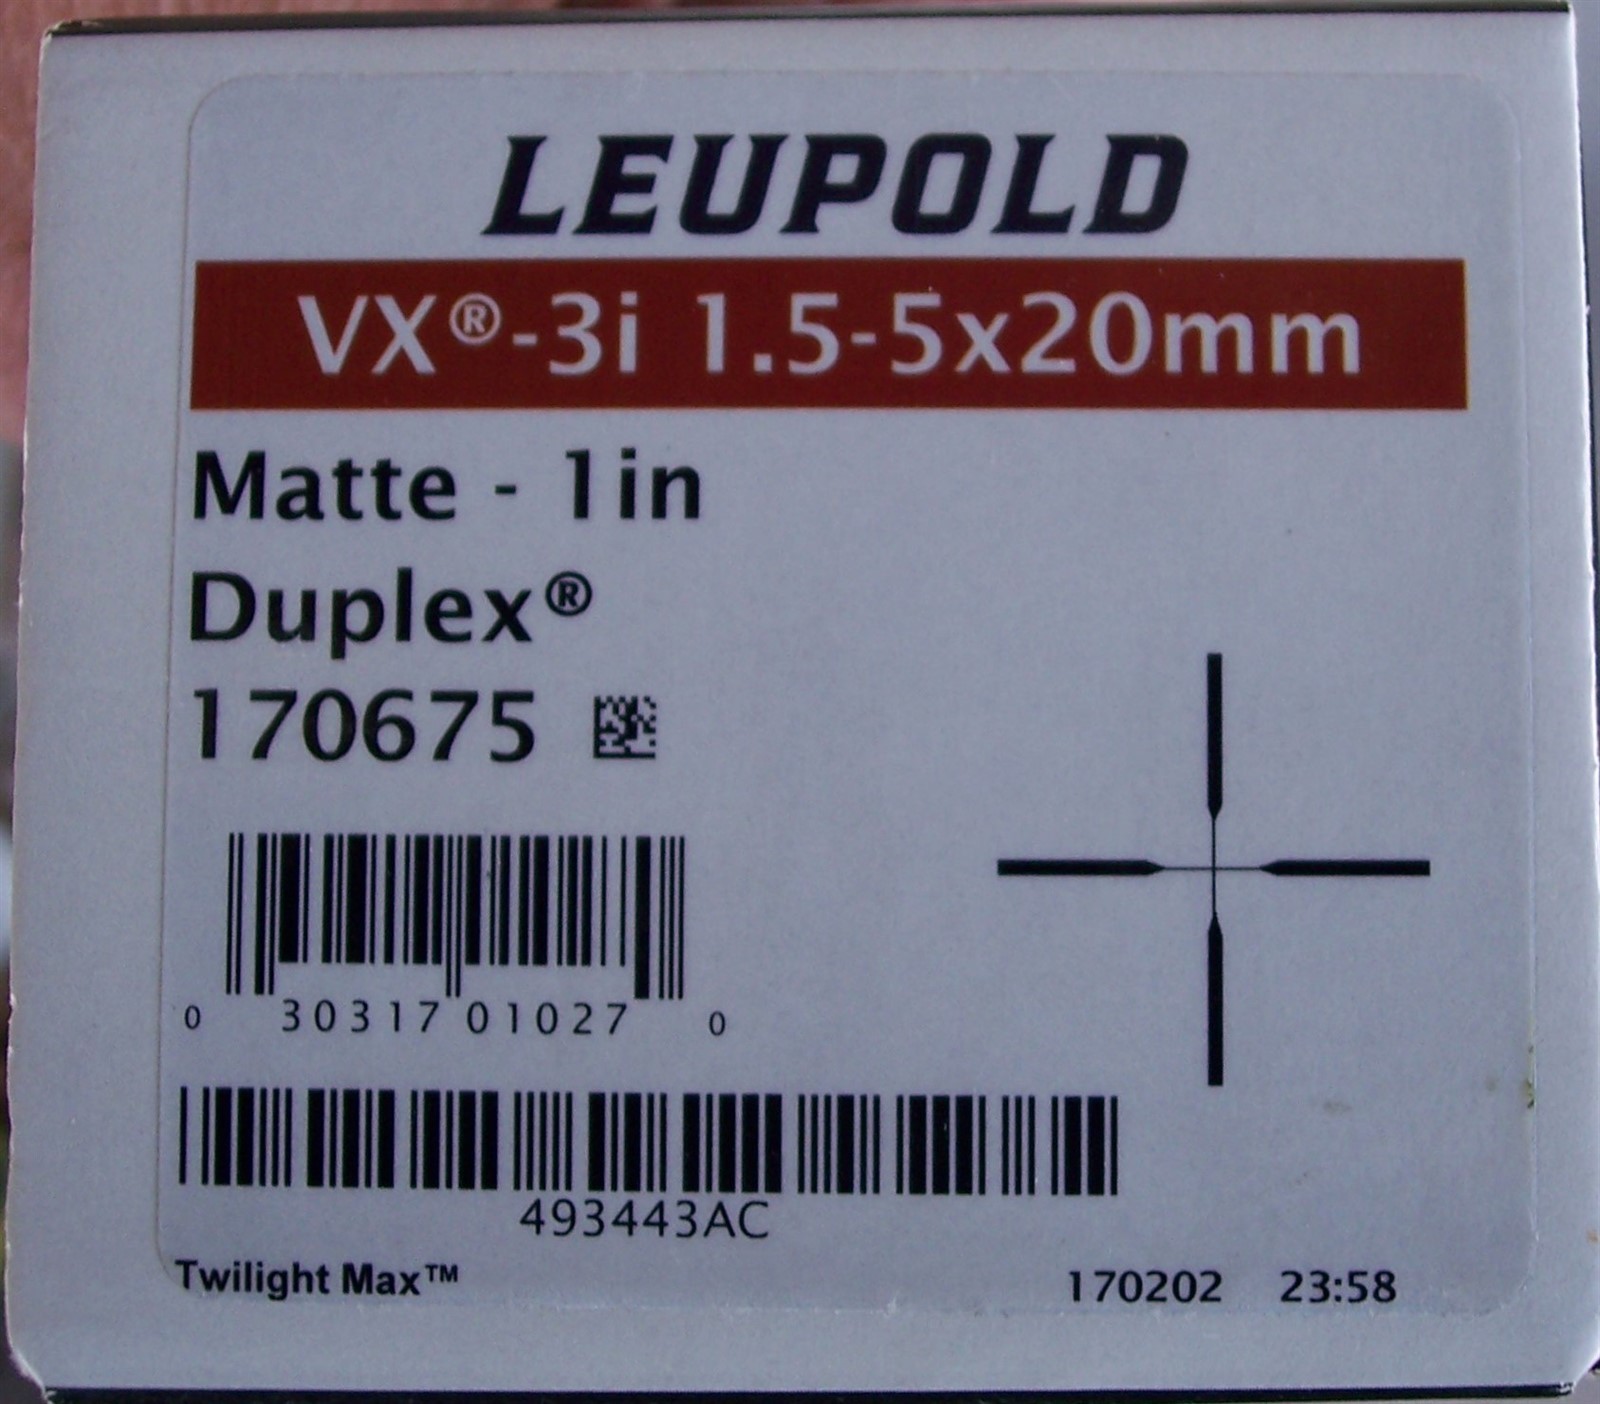 LEUPOLD
VX®-3i 1.5-5x20mm
Matte - 1in
Duplex®
170675
0 30317 01027 0
493443AC
Twilight Max™ 170202 23:58